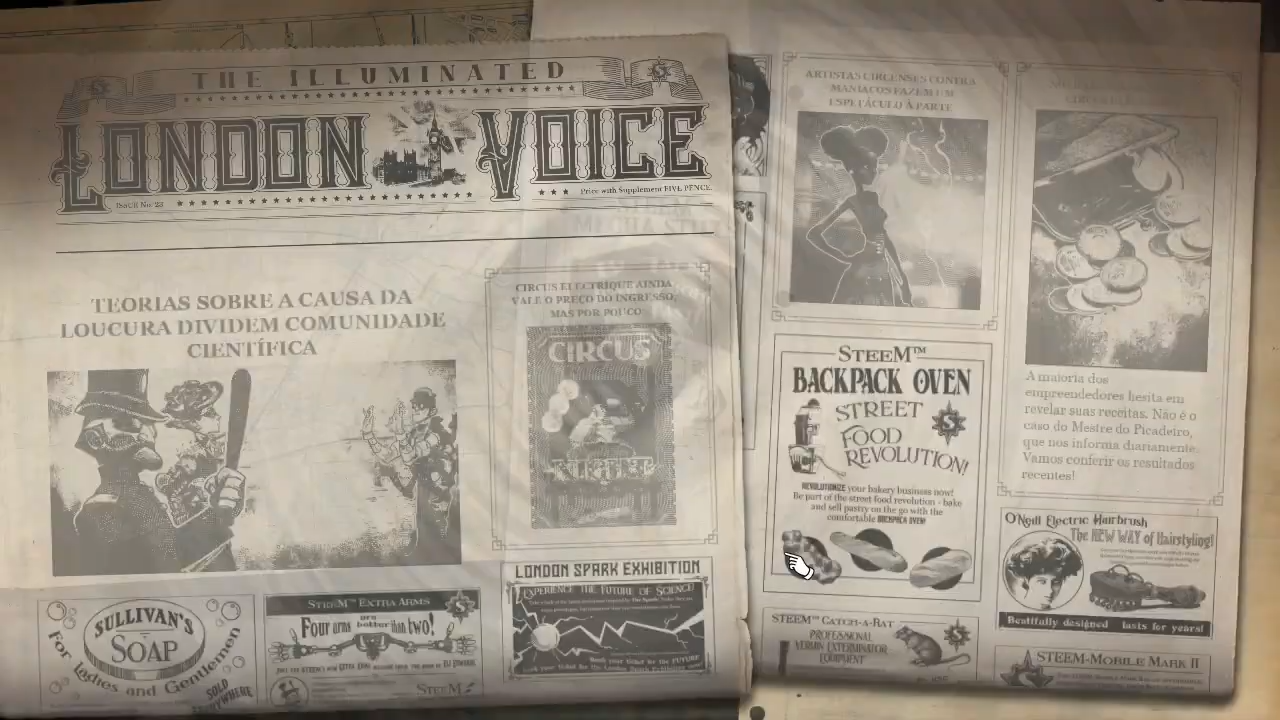 THE ILLUMINATED
LONDON VOICE
ISSUE No. 23
Price with Supplement FIVE PENCE.
TEORIAS SOBRE A CAUSA DA
LOUCURA DIVIDEM COMUNIDADE
CIENTÍFICA
CIRCUS ELECTRIQUE AINDA
VALE O PREÇO DO INGRESSO,
MAS POR POUCO
CIRCUS
SULLIVAN'S
SOAP
For Ladies and Gentlemen
SOLD
EVERYWHERE
STEEM™ EXTRA ARMS
Four arms are better than two!
STEEM
LONDON SPARK EXHIBITION
EXPERIENCE THE FUTURE OF SCIENCE!
ARTISTAS CIRCENSES CONTRA
MANÍACOS FAZEM UM
ESPETÁCULO À PARTE
STEEM™
BACKPACK OVEN
STREET
FOOD
REVOLUTION!
REVOLUTIONIZE your bakery business now!
Be part of the street food revolution - bake
and sell pastry on the go with the
comfortable BACKPACK OVEN!
STEEM™ CATCH-A-RAT
PROFESSIONAL
VERMIN EXTERMINATOR
EQUIPMENT
A maioria dos
empreendedores hesita em
revelar suas receitas. Não é o
caso do Mestre do Picadeiro,
que nos informa diariamente.
Vamos conferir os resultados
recentes!
O'Neill Electric Hairbrush
The NEW WAY of Hairstyling!
Beatifully designed lasts for years!
STEEM-MOBILE MARK II